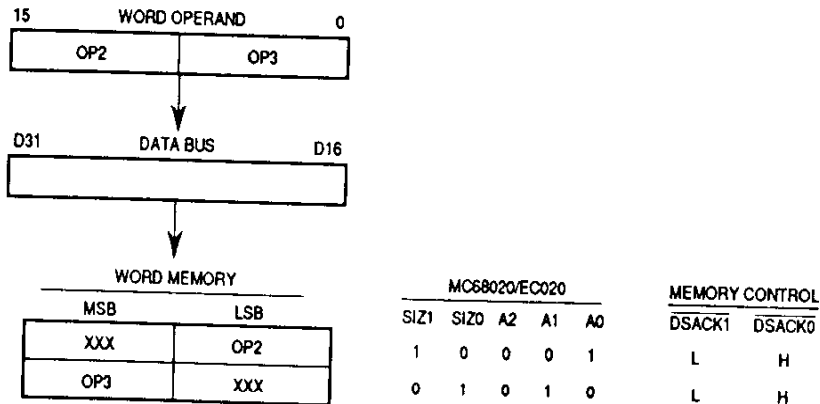 15 WORD OPERAND 0
OP2 OP3
D31 DATA BUS D16
WORD MEMORY
MSB LSB
XXX OP2
OP3 XXX
MC68020/EC020
SIZ1 SIZ0 A2 A1 A0
1 0 0 0 1
0 1 0 1 0
MEMORY CONTROL
DSACK1 DSACK0
L H
L H